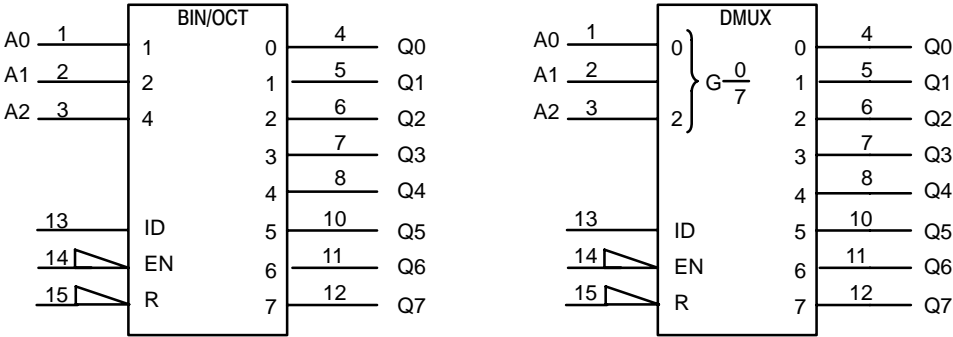 BIN/OCT
A0 1 1 0 4 Q0
A1 2 2 1 5 Q1
A2 3 4 2 6 Q2
3 7 Q3
4 8 Q4
13 ID 5 10 Q5
14 EN 6 11 Q6
15 R 7 12 Q7
DMUX
A0 1 0 0 4 Q0
A1 2 G 0/7 1 5 Q1
A2 3 2 2 6 Q2
3 7 Q3
4 8 Q4
13 ID 5 10 Q5
14 EN 6 11 Q6
15 R 7 12 Q7